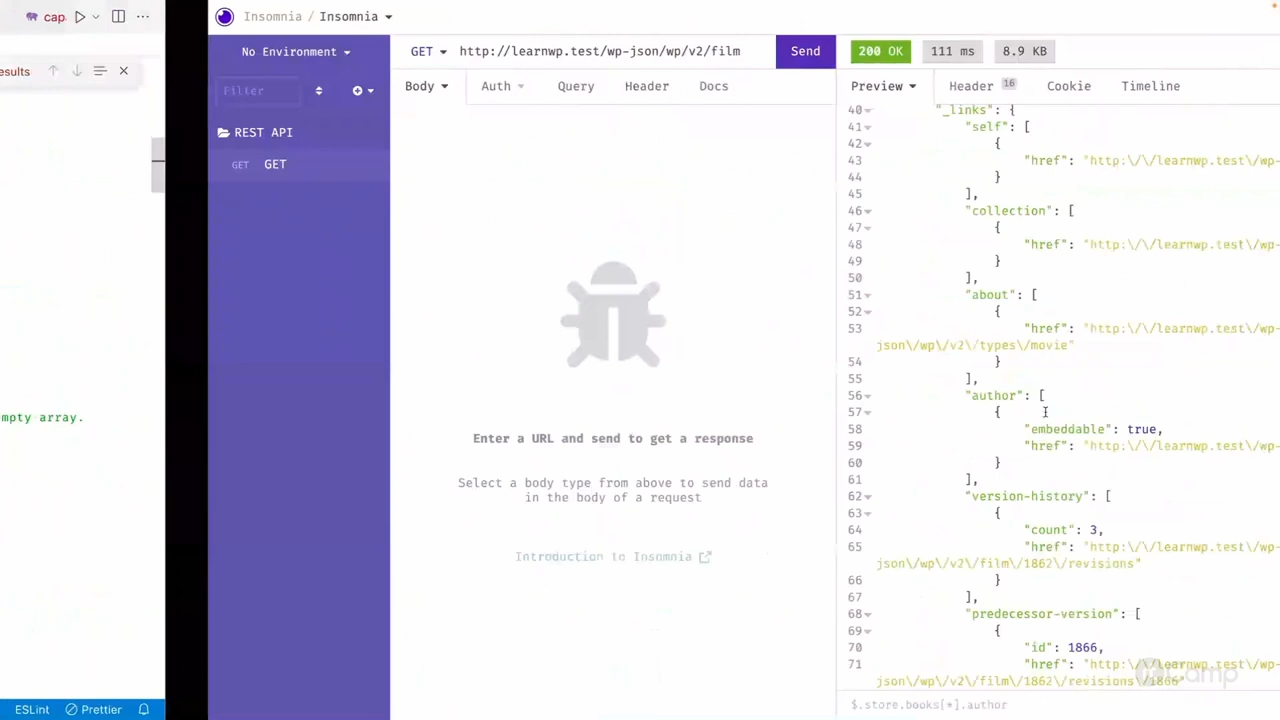 cap
esults
mpty array.
ESLint
Prettier
Insomnia / Insomnia
No Environment
Filter
REST API
GET GET
GET http://learnwp.test/wp-json/wp/v2/film Send
Body Auth Query Header Docs
Enter a URL and send to get a response
Select a body type from above to send data
in the body of a request
Introduction to Insomnia
200 OK 111 ms 8.9 KB
Preview Header 16 Cookie Timeline
40 "_links": {
41 "self": [
42 {
43 "href": "http:\/\/learnwp.test\/wp-
44 }
45 ],
46 "collection": [
47 {
48 "href": "http:\/\/learnwp.test\/wp-
49 }
50 ],
51 "about": [
52 {
53 "href": "http:\/\/learnwp.test\/wp-
json\/wp\/v2\/types\/movie"
54 }
55 ],
56 "author": [
57 {
58 "embeddable": true,
59 "href": "http:\/\/learnwp.test\/wp-
60 }
61 ],
62 "version-history": [
63 {
64 "count": 3,
65 "href": "http:\/\/learnwp.test\/wp-
json\/wp\/v2\/film\/1862\/revisions"
66 }
67 ],
68 "predecessor-version": [
69 {
70 "id": 1866,
71 "href": "http:\/\/learnwp.test\/wp-
json\/wp\/v2\/film\/1862\/revisions\/1866"
$.store.books[*].author